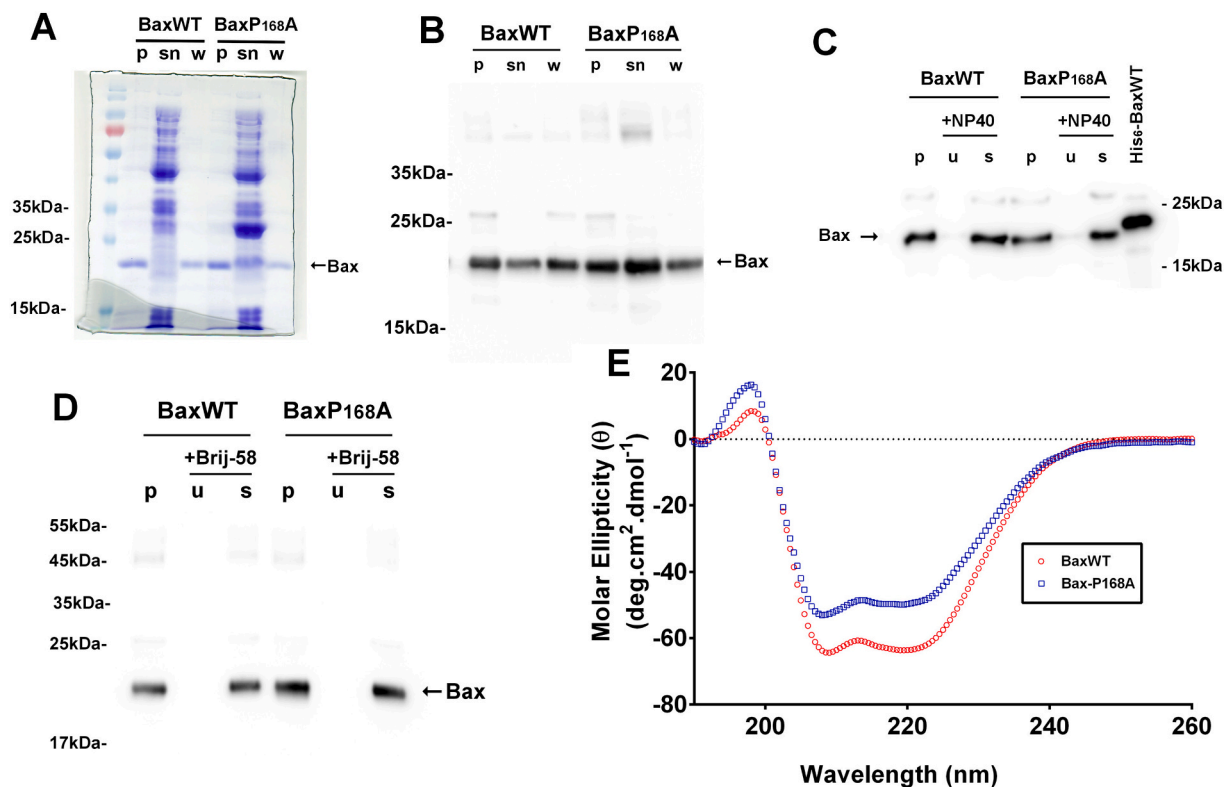 A
BaxWT BaxP168A
p sn w p sn w
35kDa-
25kDa-
←Bax
15kDa-
B
BaxWT BaxP168A
p sn w p sn w
35kDa-
25kDa-
←Bax
15kDa-
C
BaxWT BaxP168A His6-BaxWT
+NP40 +NP40
p u s p u s
- 25kDa
Bax →
- 15kDa
D
BaxWT BaxP168A
+Brij-58 +Brij-58
p u s p u s
55kDa-
45kDa-
35kDa-
25kDa-
←Bax
17kDa-
E
Molar Ellipticity (θ)
(deg.cm2.dmol-1)
20
0
-20
-40
-60
-80
BaxWT
Bax-P168A
200 220 240 260
Wavelength (nm)